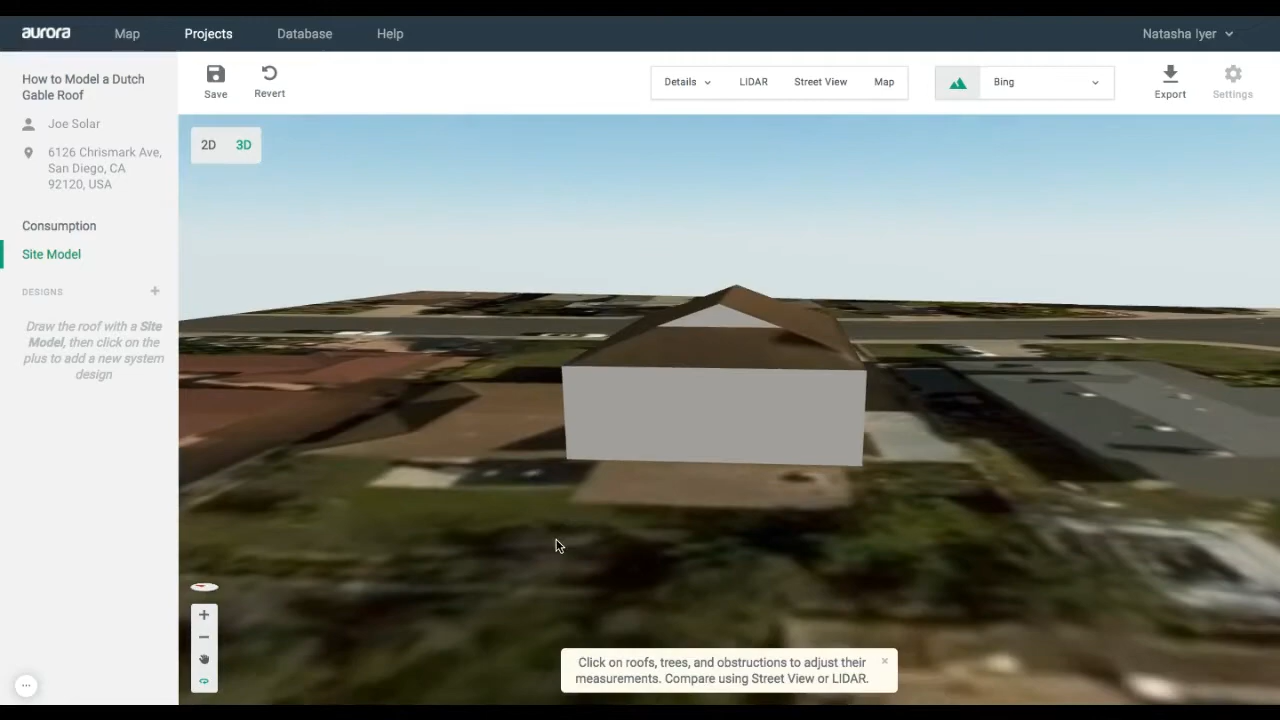 aurora
Map
Projects
Database
Help
Natasha Iyer
How to Model a Dutch
Gable Roof
Joe Solar
6126 Chrismark Ave,
San Diego, CA
92120, USA
Consumption
Site Model
DESIGNS +
Draw the roof with a Site
Model, then click on the
plus to add a new system
design
Save
Revert
Details
LIDAR
Street View
Map
Bing
Export
Settings
2D
3D
Click on roofs, trees, and obstructions to adjust their
measurements. Compare using Street View or LIDAR.